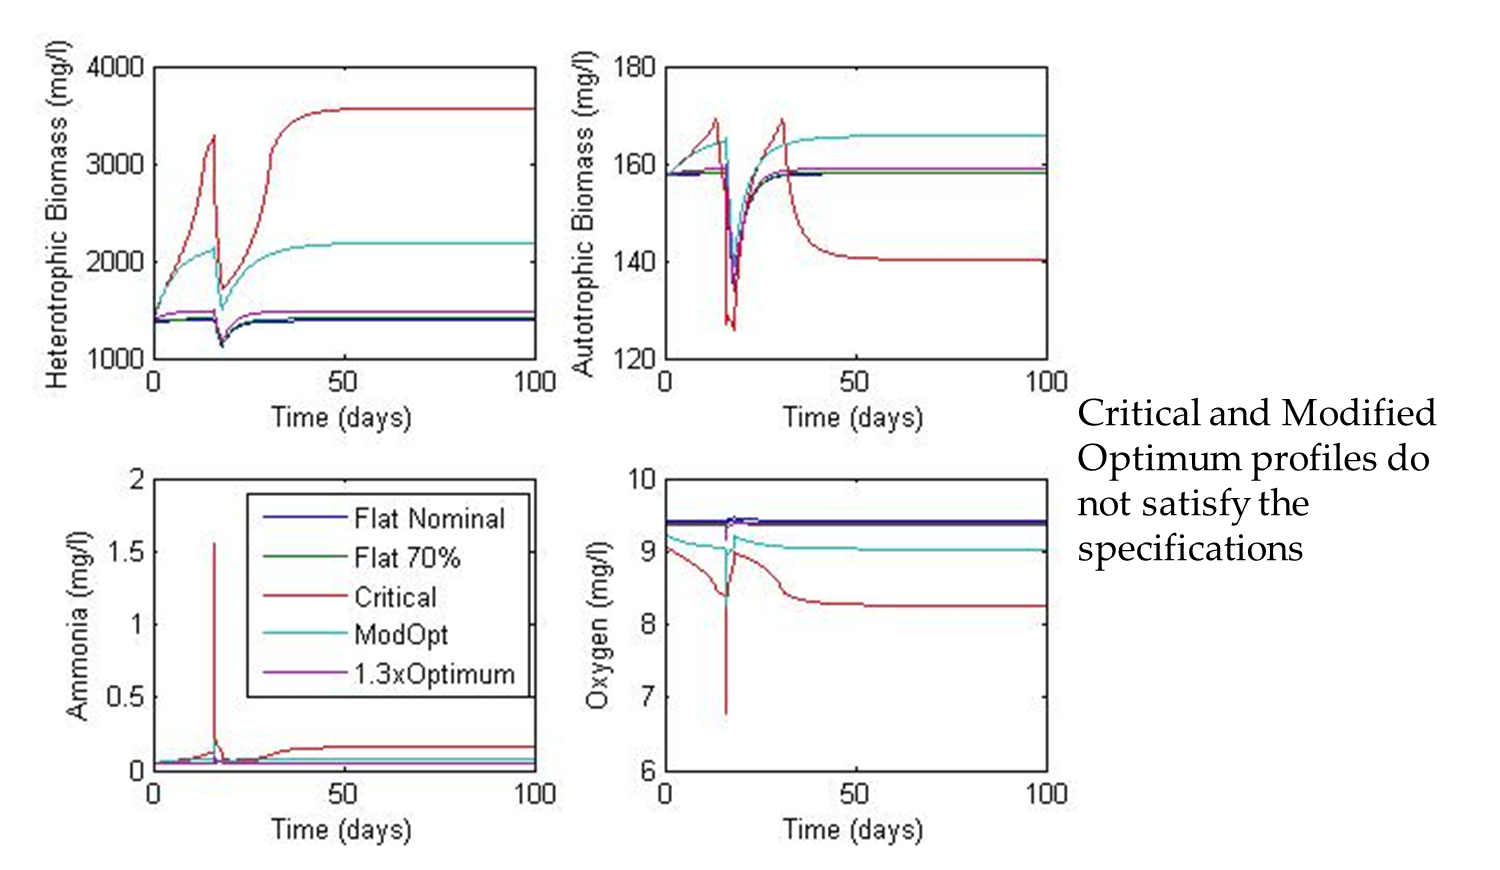 Heterotrophic Biomass (mg/l)
4000
3000
2000
1000
0
50
100
Time (days)
Autotrophic Biomass (mg/l)
180
160
140
120
0
50
100
Time (days)
Critical and Modified
Optimum profiles do
not satisfy the
specifications
Ammonia (mg/l)
2
1.5
1
0.5
0
Flat Nominal
Flat 70%
Critical
ModOpt
1.3xOptimum
0
50
100
Time (days)
Oxygen (mg/l)
10
9
8
7
6
0
50
100
Time (days)